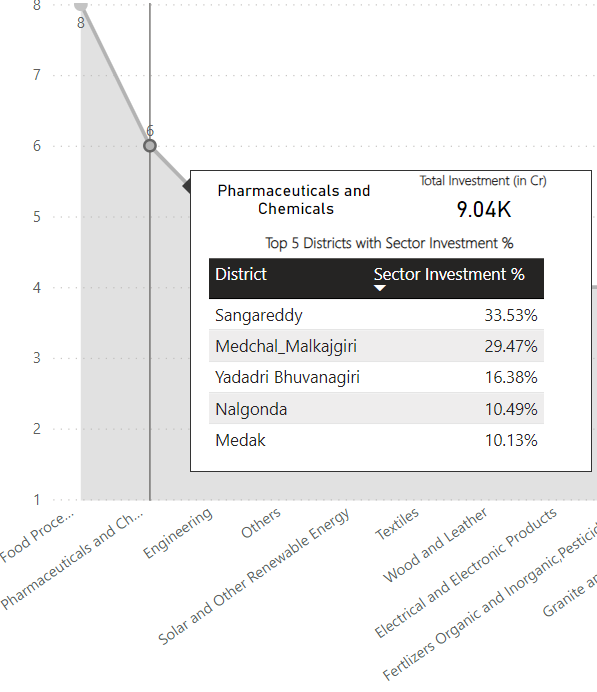 8
8
7
6
6
Pharmaceuticals and
Chemicals
Total Investment (in Cr)
9.04K
Top 5 Districts with Sector Investment %
District Sector Investment %
Sangareddy 33.53%
Medchal_Malkajgiri 29.47%
Yadadri Bhuvanagiri 16.38%
Nalgonda 10.49%
Medak 10.13%
5
4
3
2
1
Food Proce...
Pharmaceuticals and Ch...
Engineering
Others
Solar and Other Renewable Energy
Textiles
Wood and Leather
Electrical and Electronic Products
Fertlizers Organic and Inorganic,Pesticid
Granite an